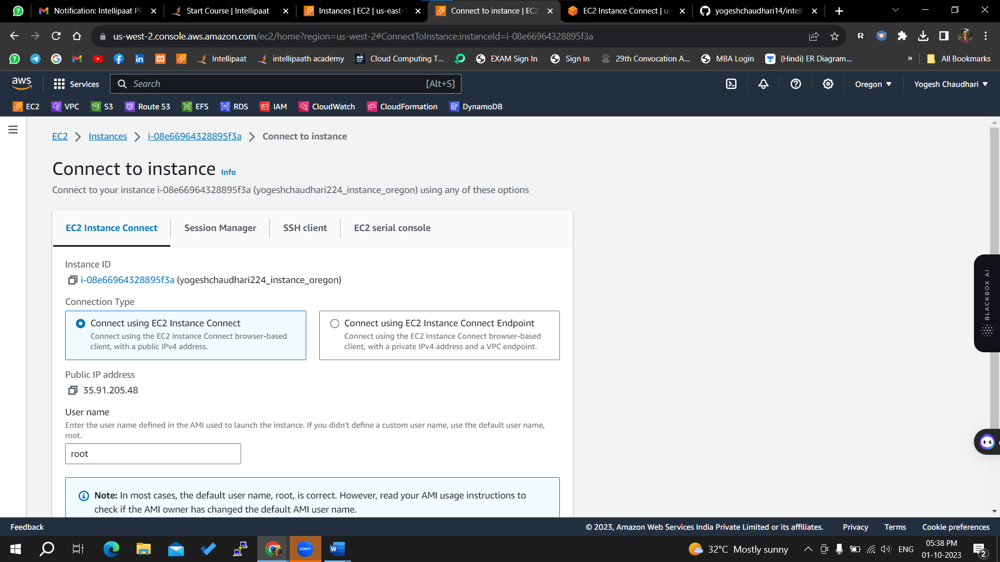 Notification: Intellipaat PR
Start Course | Intellipaat
Instances | EC2 | us-east-1
Connect to instance | EC2
EC2 Instance Connect | us
yogeshchaudhari14/intelli
us-west-2.console.aws.amazon.com/ec2/home?region=us-west-2#ConnectToInstance:instanceId=i-08e66964328895f3a
Intellipaat
intellipaath academy
Cloud Computing T...
EXAM Sign In
Sign In
29th Convocation A...
MBA Login
(Hindi) ER Diagram...
»
All Bookmarks
aws
Services
Search
[Alt+S]
Oregon
Yogesh Chaudhari
EC2
VPC
S3
Route 53
EFS
RDS
IAM
CloudWatch
CloudFormation
DynamoDB
EC2
Instances
i-08e66964328895f3a
Connect to instance
Connect to instance Info
Connect to your instance i-08e66964328895f3a (yogeshchaudhari224_instance_oregon) using any of these options
EC2 Instance Connect
Session Manager
SSH client
EC2 serial console
Instance ID
i-08e66964328895f3a (yogeshchaudhari224_instance_oregon)
Connection Type
Connect using EC2 Instance Connect
Connect using the EC2 Instance Connect browser-based
client, with a public IPv4 address.
Connect using EC2 Instance Connect Endpoint
Connect using the EC2 Instance Connect browser-based
client, with a private IPv4 address and a VPC endpoint.
Public IP address
35.91.205.48
User name
Enter the user name defined in the AMI used to launch the instance. If you didn't define a custom user name, use the default user name,
root.
root
Note: In most cases, the default user name, root, is correct. However, read your AMI usage instructions to
check if the AMI owner has changed the default AMI user name.
BLACKBOX AI
Feedback
© 2023, Amazon Web Services India Private Limited or its affiliates.
Privacy
Terms
Cookie preferences
zoom
32°C Mostly sunny
ENG
05:38 PM
01-10-2023
2